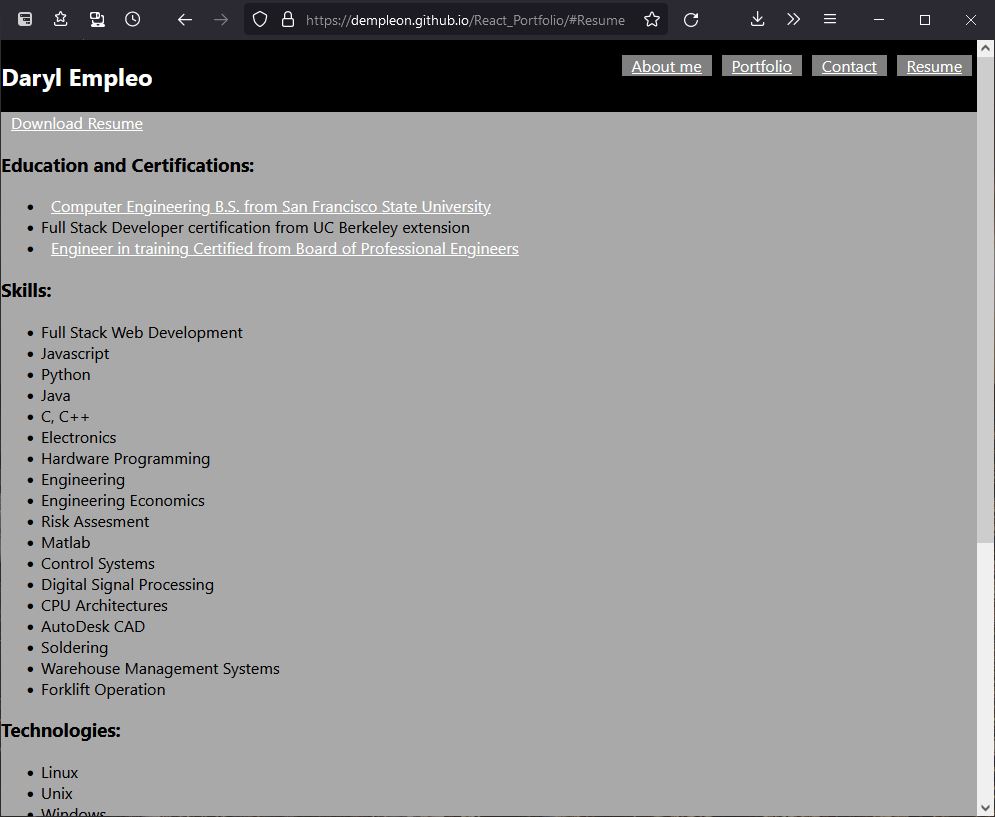 https://dempleon.github.io/React_Portfolio/#Resume
Daryl Empleo
About me Portfolio Contact Resume
Download Resume
Education and Certifications:
Computer Engineering B.S. from San Francisco State University
Full Stack Developer certification from UC Berkeley extension
Engineer in training Certified from Board of Professional Engineers
Skills:
Full Stack Web Development
Javascript
Python
Java
C, C++
Electronics
Hardware Programming
Engineering
Engineering Economics
Risk Assesment
Matlab
Control Systems
Digital Signal Processing
CPU Architectures
AutoDesk CAD
Soldering
Warehouse Management Systems
Forklift Operation
Technologies:
Linux
Unix
Windows